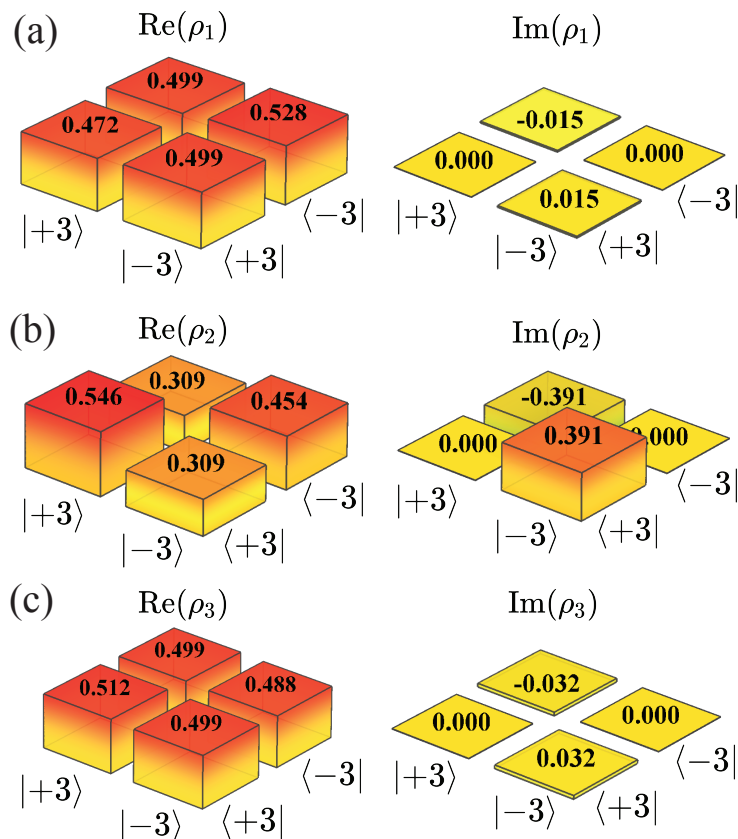 (a) Re(ρ₁) Im(ρ₁)
0.499 -0.015
0.472 0.528 0.000 0.000
0.499 0.015
|+3⟩ |−3⟩ ⟨+3| ⟨−3| |+3⟩ |−3⟩ ⟨+3| ⟨−3|
(b) Re(ρ₂) Im(ρ₂)
0.309 -0.391
0.546 0.454 0.000 0.000
0.309 0.391
|+3⟩ |−3⟩ ⟨+3| ⟨−3| |+3⟩ |−3⟩ ⟨+3| ⟨−3|
(c) Re(ρ₃) Im(ρ₃)
0.499 -0.032
0.512 0.488 0.000 0.000
0.499 0.032
|+3⟩ |−3⟩ ⟨+3| ⟨−3| |+3⟩ |−3⟩ ⟨+3| ⟨−3|